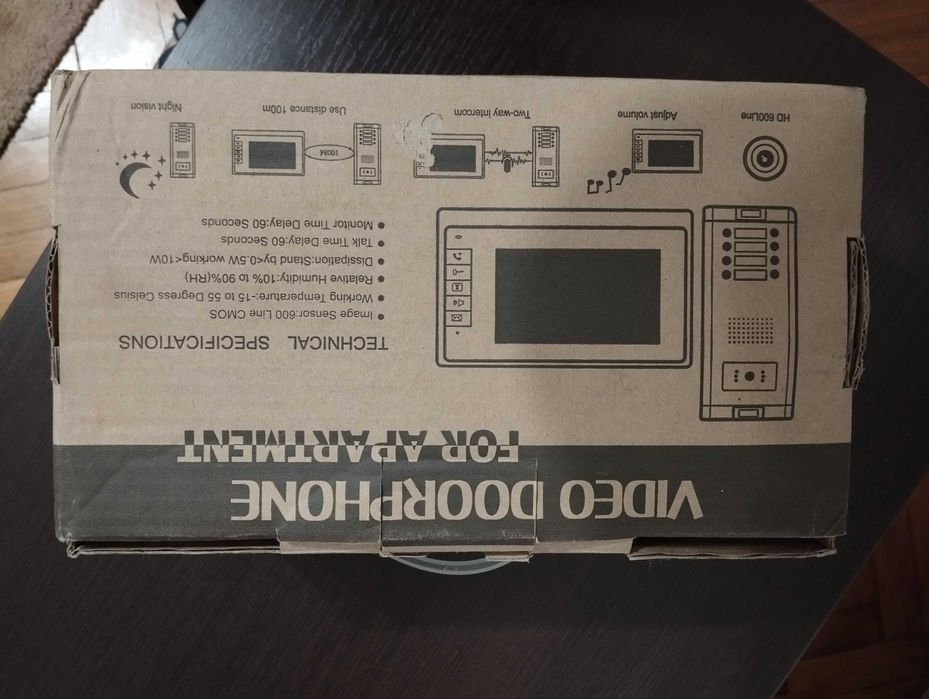 VIDEO DOORPHONE
FOR APARTMENT
TECHNICAL SPECIFICATIONS
● Image Sensor:600 Line CMOS
● Working Temperature:-15- to 55 Degress Celsius
● Relative Humidity:10% to 90%(RH)
● Dissipation:Stand by<0.5W working<10W
● Talk Time Delay:60 Seconds
● Monitor Time Delay:60 Seconds
100M
HD 600Line
Adjust volume
Two-way intercom
Use distance 100m
Night vision